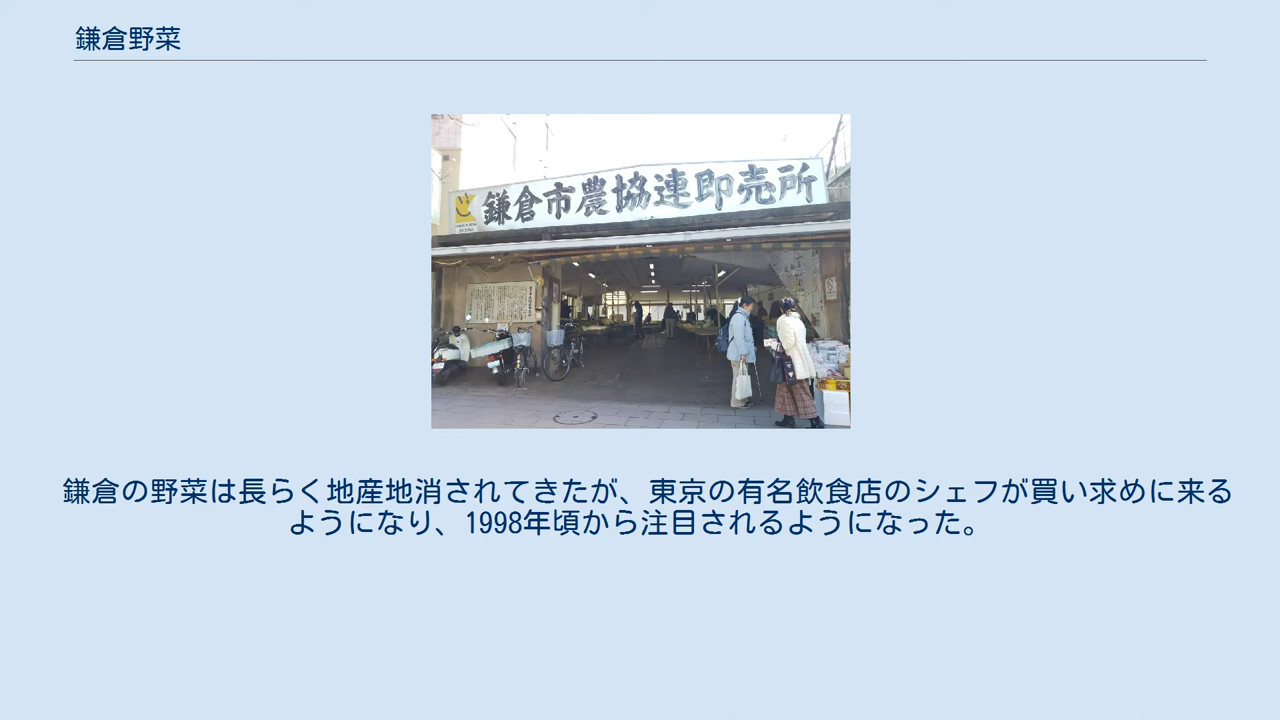 鎌倉野菜
鎌倉市農協連即売所
鎌倉の野菜は長らく地産地消されてきたが、東京の有名飲食店のシェフが買い求めに来る
ようになり、1998年頃から注目されるようになった。